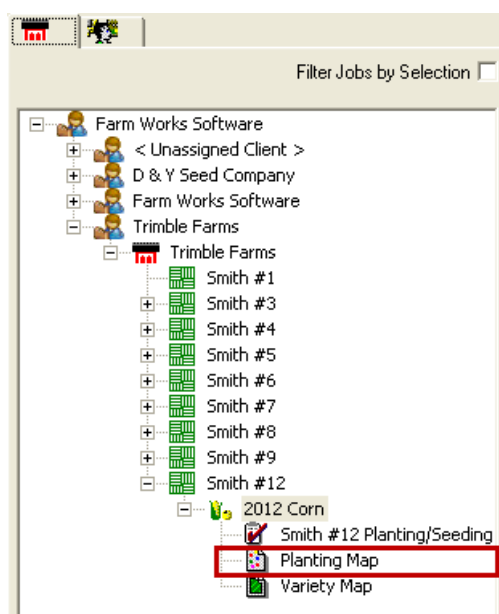 Filter Jobs by Selection
Farm Works Software
< Unassigned Client >
D & Y Seed Company
Farm Works Software
Trimble Farms
Trimble Farms
Smith #1
Smith #3
Smith #4
Smith #5
Smith #6
Smith #7
Smith #8
Smith #9
Smith #12
2012 Corn
Smith #12 Planting/Seeding
Planting Map
Variety Map